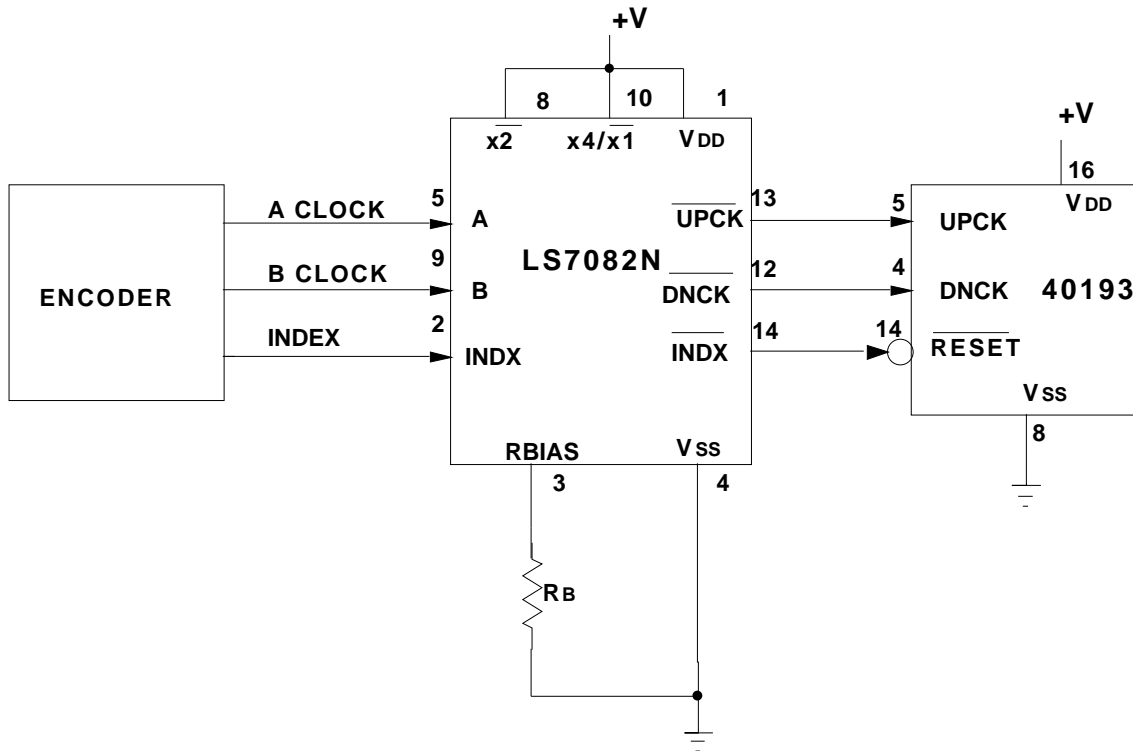 +V
8
10
1
x2
x4/x1
VDD
+V
16
VDD
ENCODER
A CLOCK
5
A
B CLOCK
9
B
INDEX
2
INDX
LS7082N
UPCK
13
DNCK
12
INDX
14
5
UPCK
4
DNCK
40193
14
RESET
VSS
8
RBIAS
3
VSS
4
RB